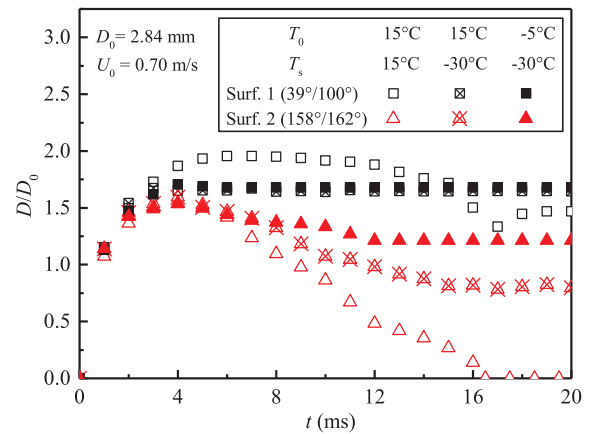 D₀ = 2.84 mm
U₀ = 0.70 m/s
T₀ 15°C 15°C -5°C
Tₛ 15°C -30°C -30°C
Surf. 1 (39°/100°)
Surf. 2 (158°/162°)
D/D₀
3.0
2.5
2.0
1.5
1.0
0.5
0.0
0 4 8 12 16 20
t (ms)